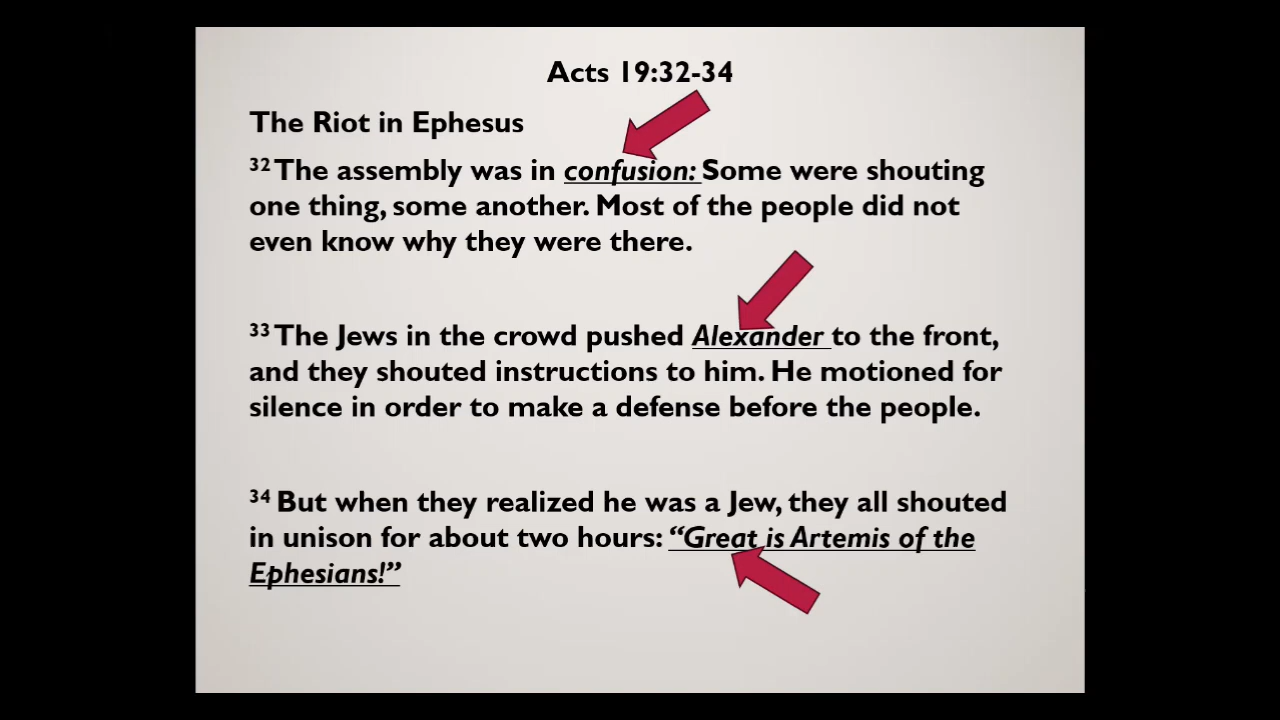 Acts 19:32-34
The Riot in Ephesus
32 The assembly was in confusion: Some were shouting
one thing, some another. Most of the people did not
even know why they were there.
33 The Jews in the crowd pushed Alexander to the front,
and they shouted instructions to him. He motioned for
silence in order to make a defense before the people.
34 But when they realized he was a Jew, they all shouted
in unison for about two hours: “Great is Artemis of the
Ephesians!”